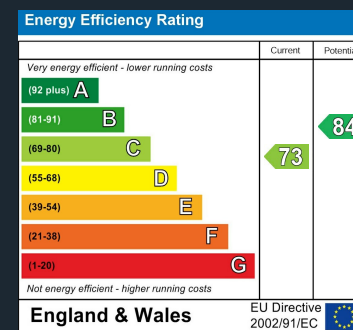 Energy Efficiency Rating
Current
Very energy efficient - lower running costs
(92 plus) A
(81-91) B
84
(69-80) C
73
(55-68) D
(39-54) E
(21-38) F
(1-20) G
Not energy efficient - higher running costs
England & Wales
EU Directive
2002/91/EC